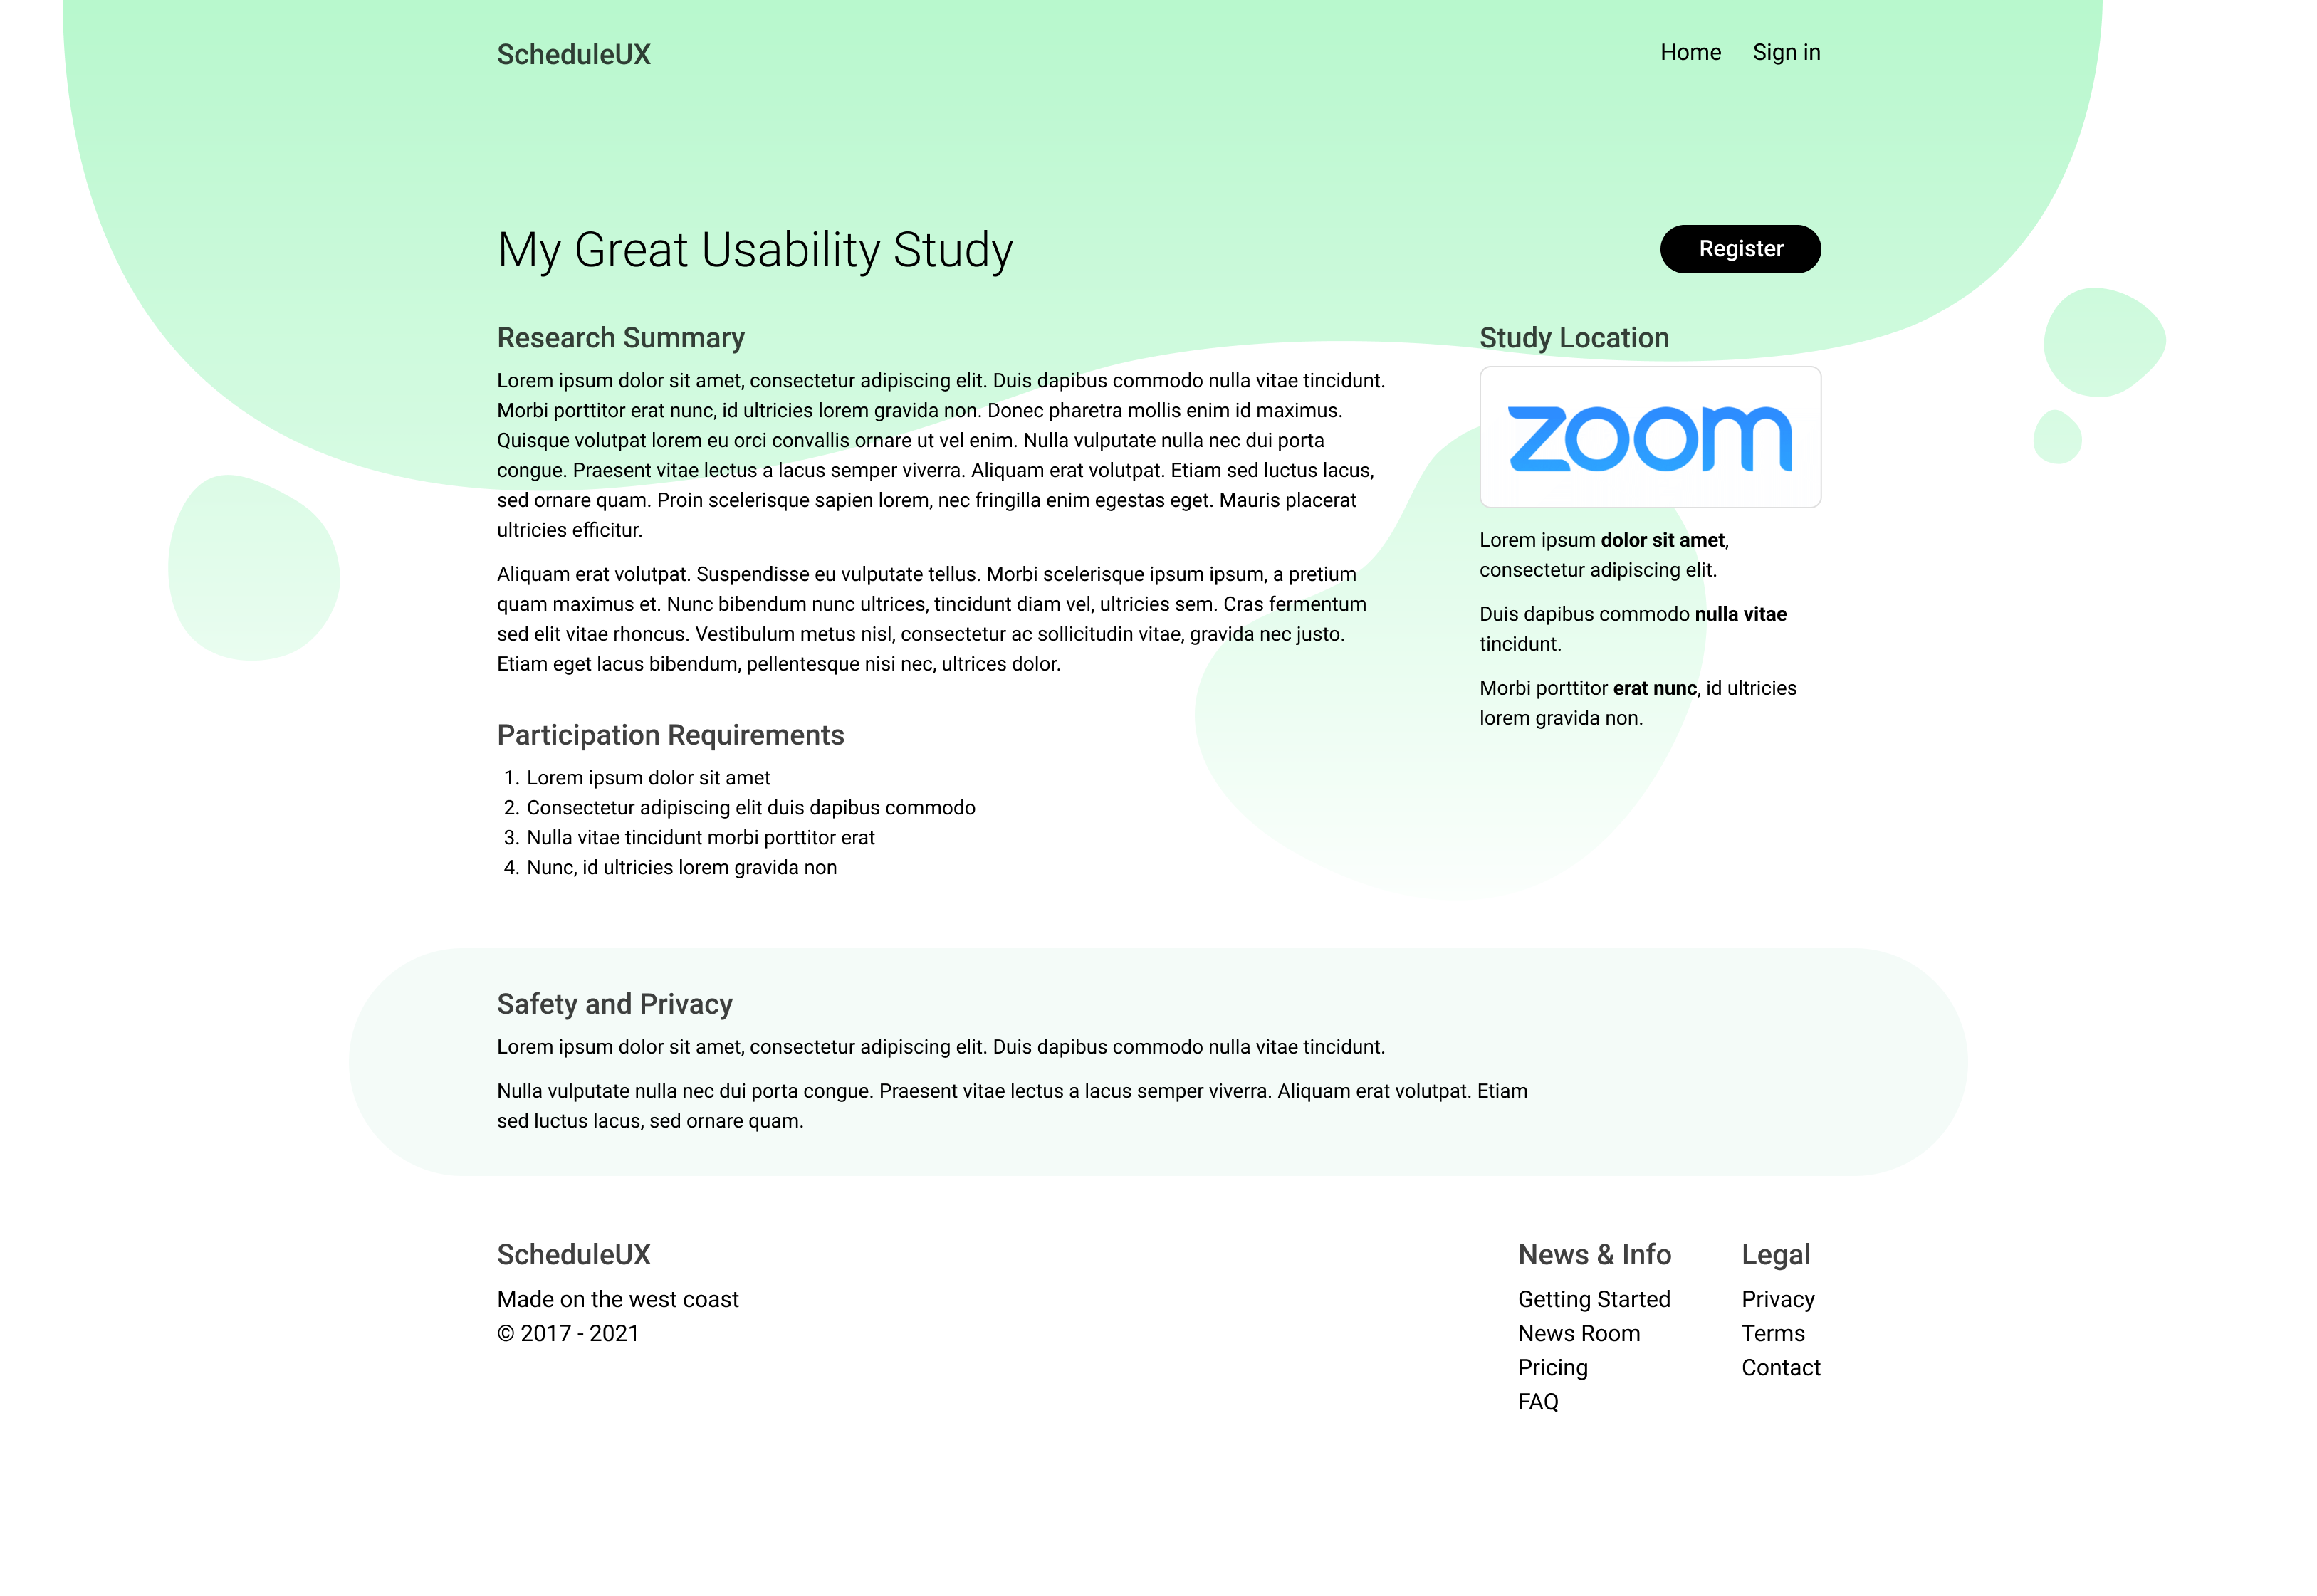 ScheduleUX
Home
Sign in
My Great Usability Study
Register
Research Summary
Lorem ipsum dolor sit amet, consectetur adipiscing elit. Duis dapibus commodo nulla vitae tincidunt.
Morbi porttitor erat nunc, id ultricies lorem gravida non. Donec pharetra mollis enim id maximus.
Quisque volutpat lorem eu orci convallis ornare ut vel enim. Nulla vulputate nulla nec dui porta
congue. Praesent vitae lectus a lacus semper viverra. Aliquam erat volutpat. Etiam sed luctus lacus,
sed ornare quam. Proin scelerisque sapien lorem, nec fringilla enim egestas eget. Mauris placerat
ultricies efficitur.
Aliquam erat volutpat. Suspendisse eu vulputate tellus. Morbi scelerisque ipsum ipsum, a pretium
quam maximus et. Nunc bibendum nunc ultrices, tincidunt diam vel, ultricies sem. Cras fermentum
sed elit vitae rhoncus. Vestibulum metus nisl, consectetur ac sollicitudin vitae, gravida nec justo.
Etiam eget lacus bibendum, pellentesque nisi nec, ultrices dolor.
Participation Requirements
1. Lorem ipsum dolor sit amet
2. Consectetur adipiscing elit duis dapibus commodo
3. Nulla vitae tincidunt morbi porttitor erat
4. Nunc, id ultricies lorem gravida non
Study Location
zoom
Lorem ipsum dolor sit amet,
consectetur adipiscing elit.
Duis dapibus commodo nulla vitae
tincidunt.
Morbi porttitor erat nunc, id ultricies
lorem gravida non.
Safety and Privacy
Lorem ipsum dolor sit amet, consectetur adipiscing elit. Duis dapibus commodo nulla vitae tincidunt.
Nulla vulputate nulla nec dui porta congue. Praesent vitae lectus a lacus semper viverra. Aliquam erat volutpat. Etiam
sed luctus lacus, sed ornare quam.
ScheduleUX
Made on the west coast
© 2017 - 2021
News & Info
Getting Started
News Room
Pricing
FAQ
Legal
Privacy
Terms
Contact